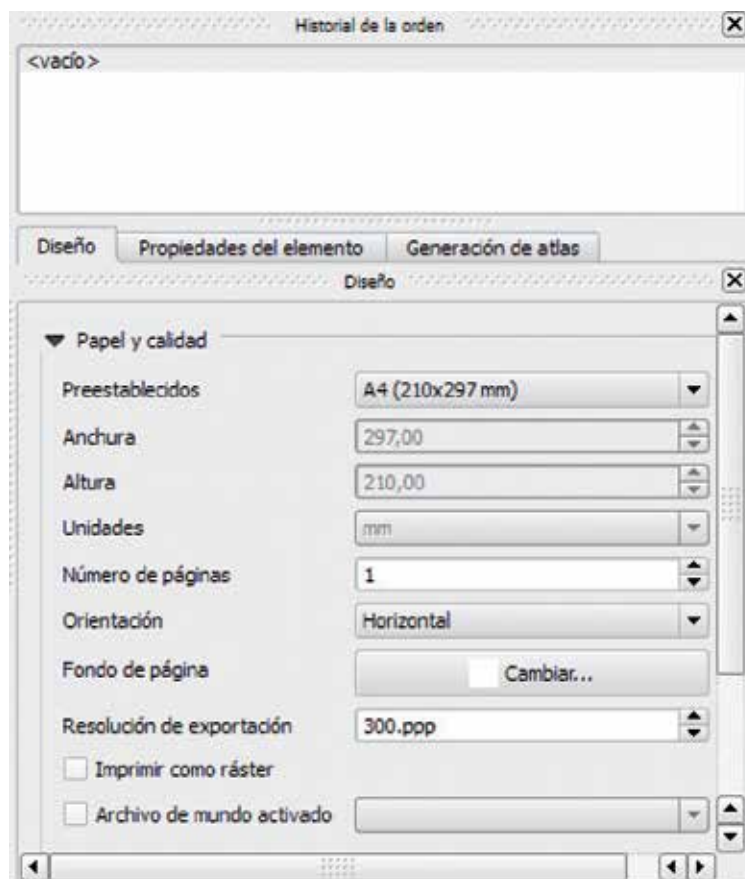 Historial de la orden
<vacío>
Diseño Propiedades del elemento Generación de atlas
Diseño
Papel y calidad
Preestablecidos A4 (210x297 mm)
Anchura 297,00
Altura 210,00
Unidades mm
Número de páginas 1
Orientación Horizontal
Fondo de página Cambiar...
Resolución de exportación 300.ppp
Imprimir como ráster
Archivo de mundo activado